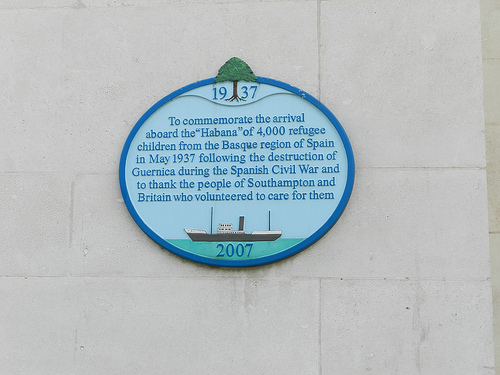 19 37
To commemorate the arrival
aboard the "Habana" of 4,000 refugee
children from the Basque region of Spain
in May 1937 following the destruction of
Guernica during the Spanish Civil War and
to thank the people of Southampton and
Britain who volunteered to care for them
2007